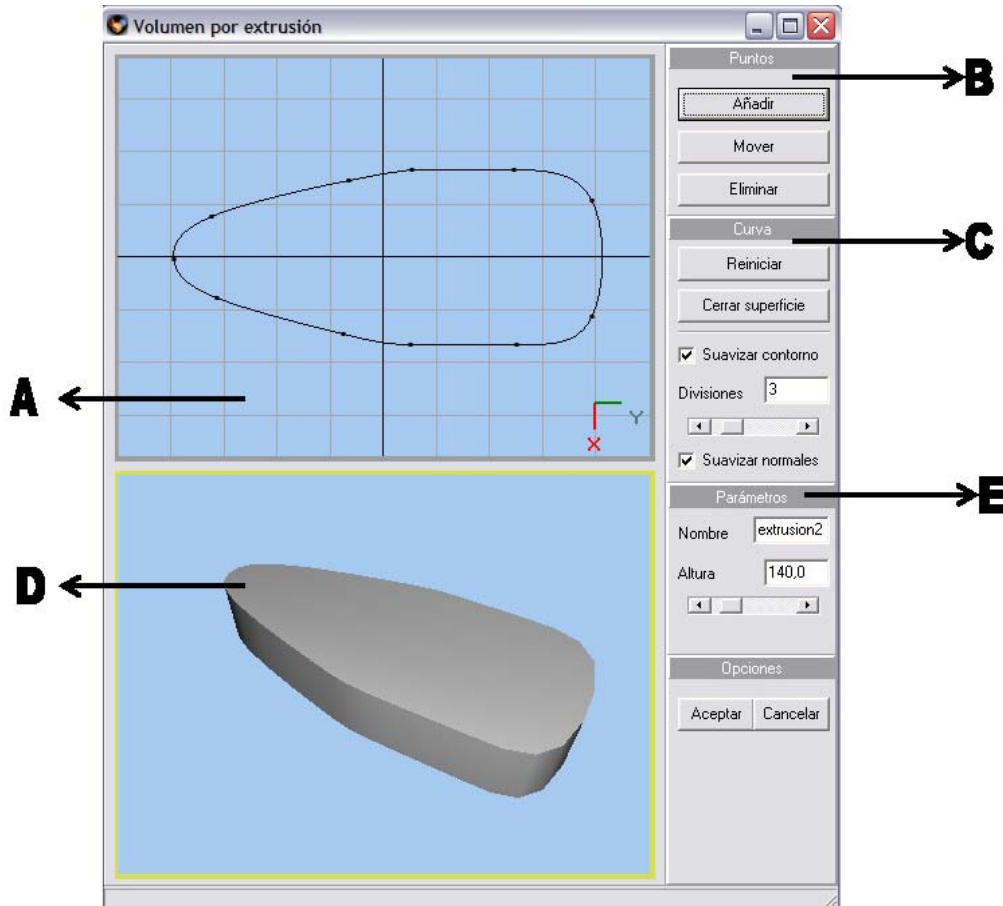 Volumen por extrusión
Puntos
B
Añadir
Mover
Eliminar
Curva
C
Reiniciar
Cerrar superficie
Suavizar contorno
Divisiones 3
A
Y
X
Suavizar normales
Parámetros
E
Nombre extrusion2
Altura 140,0
D
Opciones
Aceptar Cancelar